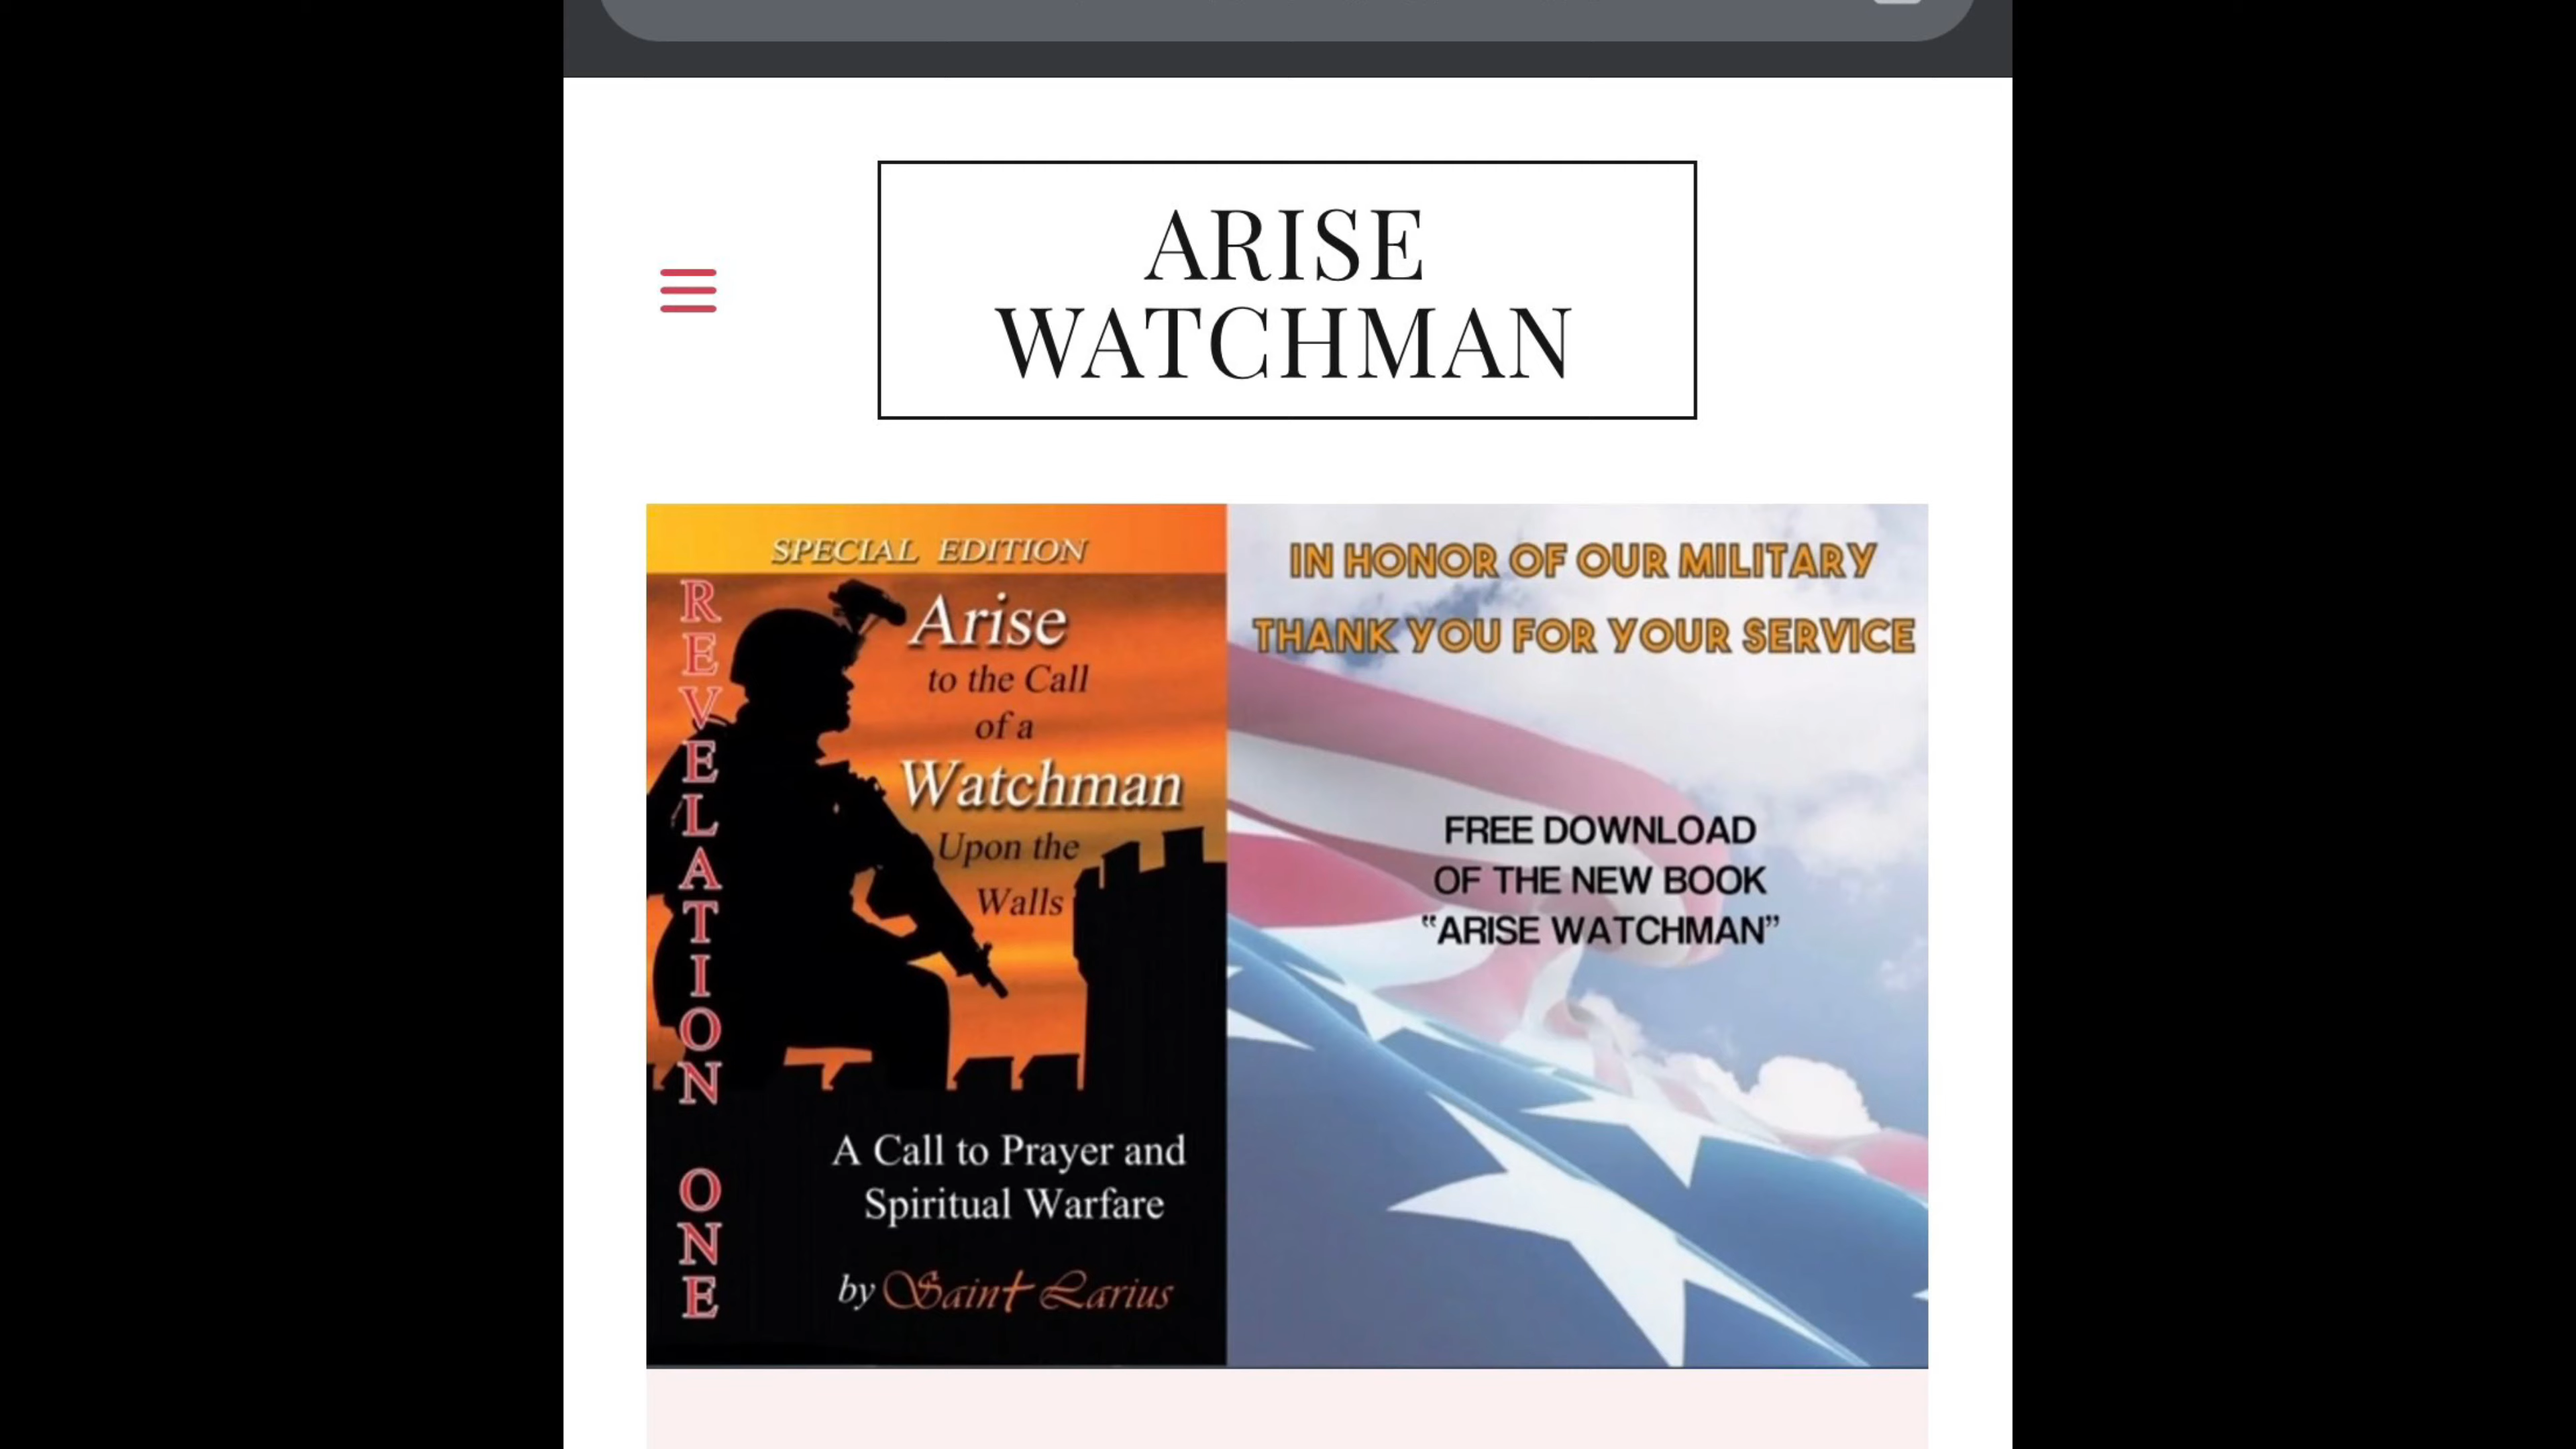 ARISE
WATCHMAN
SPECIAL EDITION
REVELATION ONE
Arise
to the Call
of a
Watchman
Upon the
Walls
A Call to Prayer and
Spiritual Warfare
by Saint Larius
IN HONOR OF OUR MILITARY
THANK YOU FOR YOUR SERVICE
FREE DOWNLOAD
OF THE NEW BOOK
“ARISE WATCHMAN”